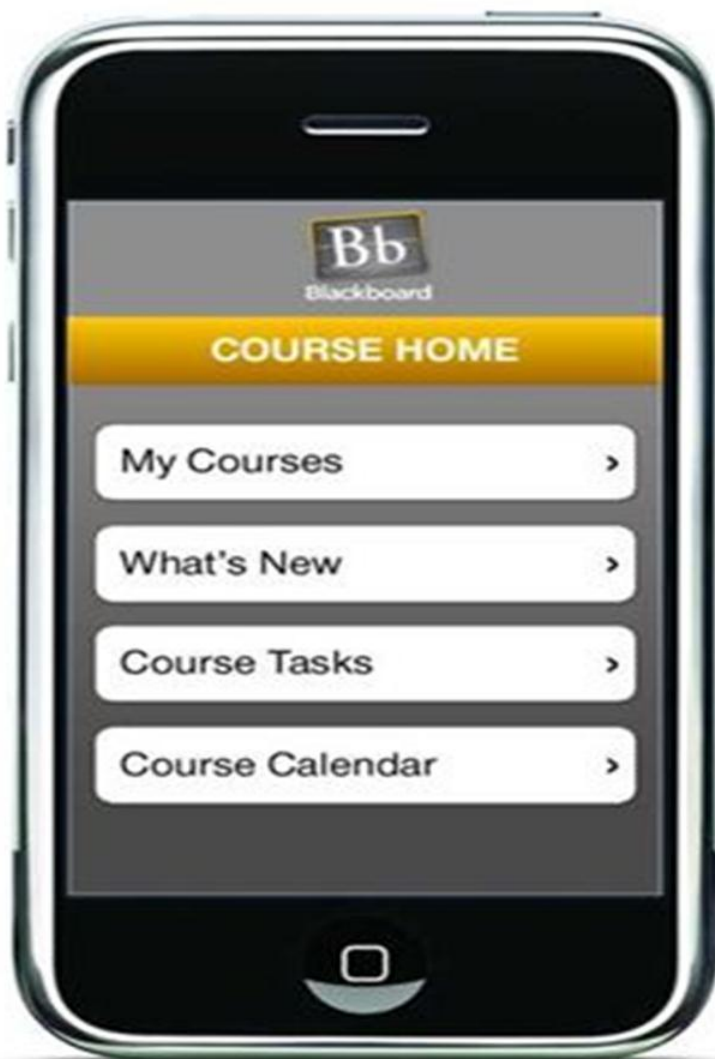 Bb
Blackboard
COURSE HOME
My Courses ›
What's New ›
Course Tasks ›
Course Calendar ›